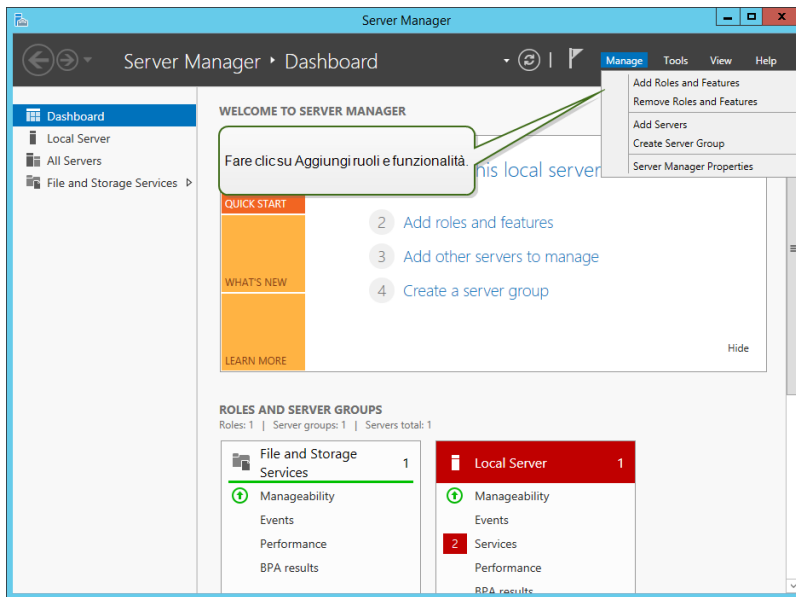 Server Manager
Server Manager • Dashboard
Manage Tools View Help
Add Roles and Features
Remove Roles and Features
Add Servers
Create Server Group
Server Manager Properties
Dashboard
Local Server
All Servers
File and Storage Services
WELCOME TO SERVER MANAGER
Fare clic su Aggiungi ruoli e funzionalità.
his local server
QUICK START
2 Add roles and features
3 Add other servers to manage
WHAT'S NEW
4 Create a server group
Hide
LEARN MORE
ROLES AND SERVER GROUPS
Roles: 1 | Server groups: 1 | Servers total: 1
File and Storage
Services
1
Manageability
Events
Performance
BPA results
Local Server 1
Manageability
Events
2 Services
Performance
BPA results